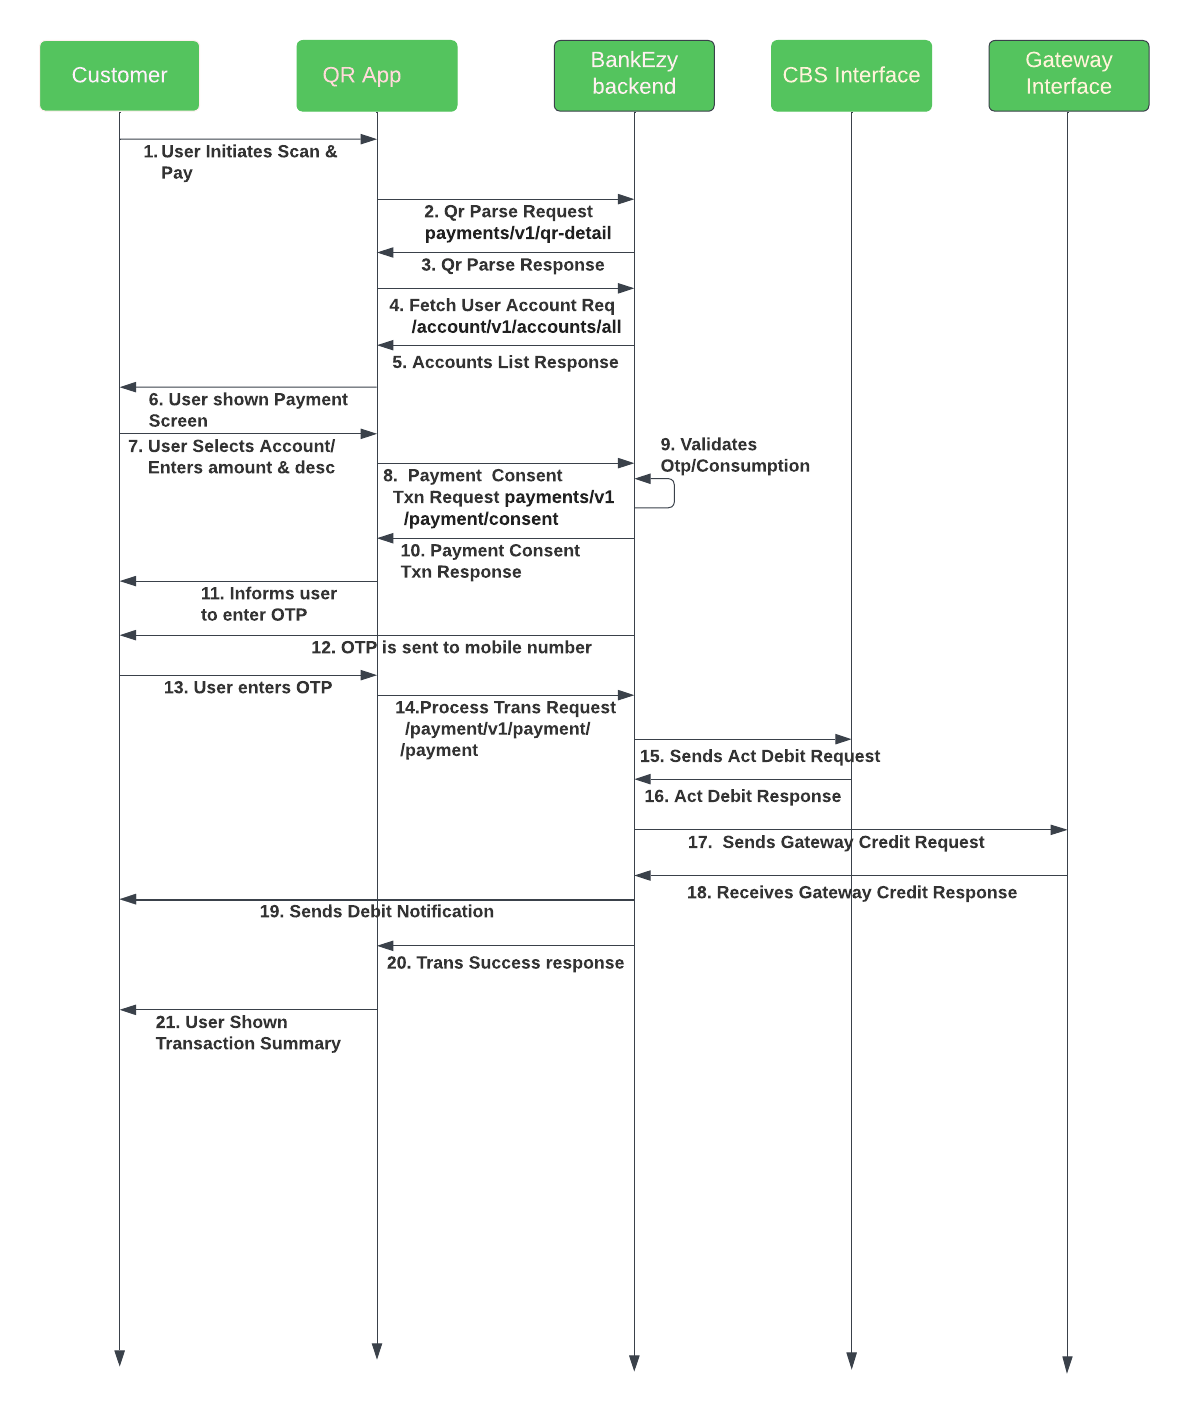 Customer
QR App
BankEzy
backend
CBS Interface
Gateway
Interface
1. User Initiates Scan &
Pay
2. Qr Parse Request
payments/v1/qr-detail
3. Qr Parse Response
4. Fetch User Account Req
/account/v1/accounts/all
5. Accounts List Response
6. User shown Payment
Screen
7. User Selects Account/
Enters amount & desc
8. Payment Consent
Txn Request payments/v1
/payment/consent
9. Validates
Otp/Consumption
10. Payment Consent
Txn Response
11. Informs user
to enter OTP
12. OTP is sent to mobile number
13. User enters OTP
14.Process Trans Request
/payment/v1/payment/
/payment
15. Sends Act Debit Request
16. Act Debit Response
17. Sends Gateway Credit Request
18. Receives Gateway Credit Response
19. Sends Debit Notification
20. Trans Success response
21. User Shown
Transaction Summary